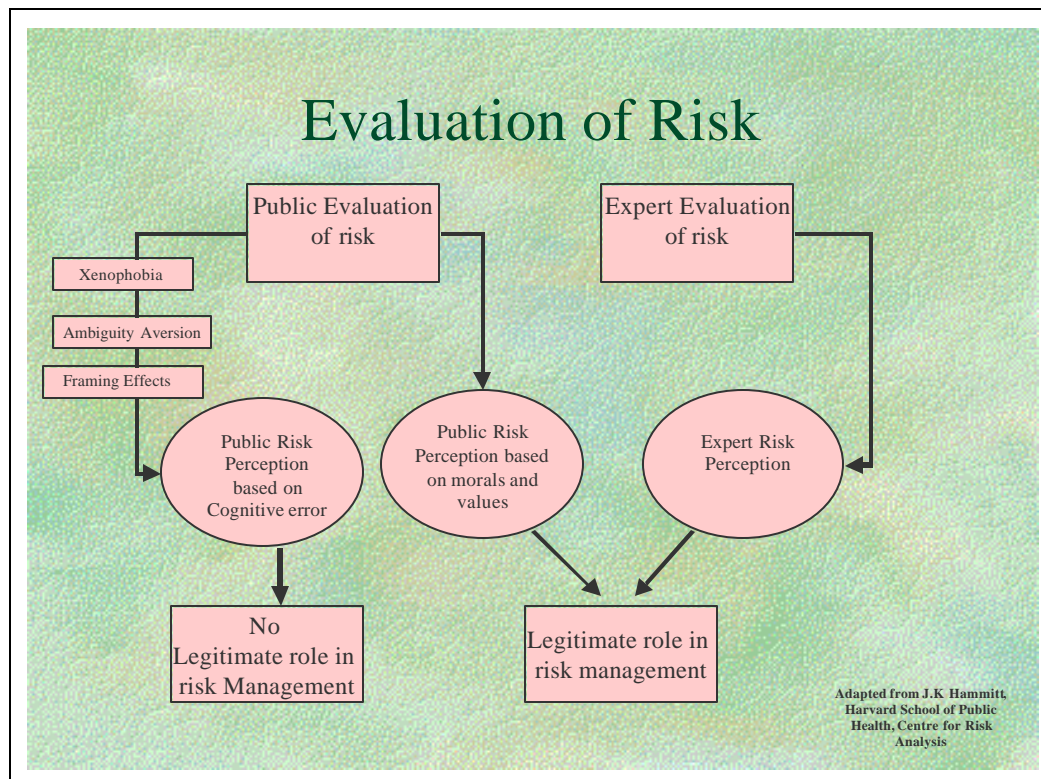 Evaluation of Risk
Public Evaluation
of risk
Expert Evaluation
of risk
Xenophobia
Ambiguity Aversion
Framing Effects
Public Risk
Perception
based on
Cognitive error
Public Risk
Perception based
on morals and
values
Expert Risk
Perception
No
Legitimate role in
risk Management
Legitimate role in
risk management
Adapted from J.K Hammitt,
Harvard School of Public
Health, Centre for Risk
Analysis